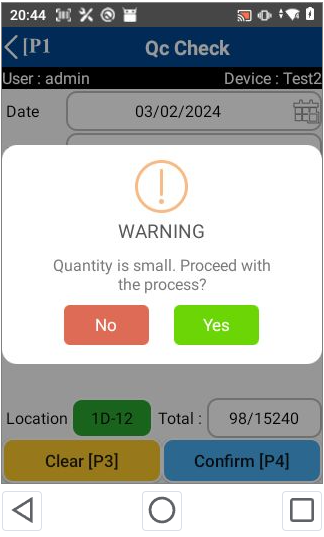 20:44
[P1
Qc Check
User : admin
Device : Test2
Date
03/02/2024
WARNING
Quantity is small. Proceed with
the process?
No
Yes
Location
1D-12
Total :
98/15240
Clear [P3]
Confirm [P4]